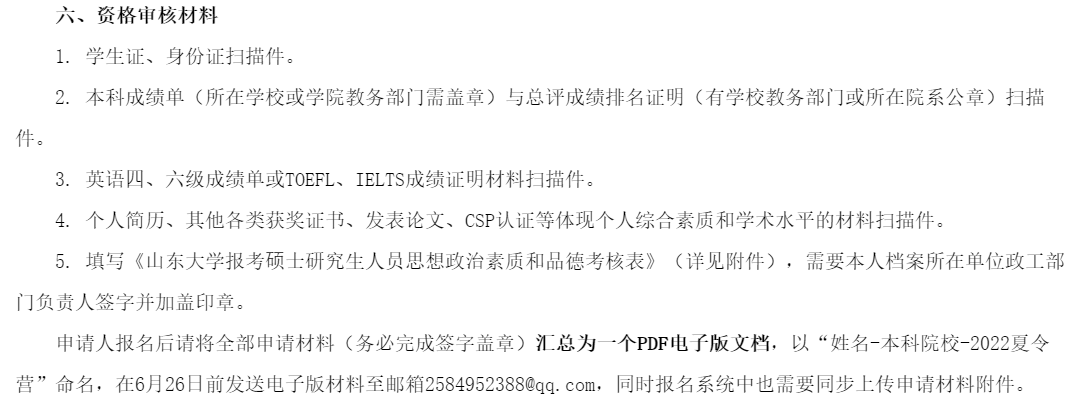 六、资格审核材料
1. 学生证、身份证扫描件。
2. 本科成绩单（所在学校或学院教务部门需盖章）与总评成绩排名证明（有学校教务部门或所在院系公章）扫描
件。
3. 英语四、六级成绩单或TOEFL、IELTS成绩证明材料扫描件。
4. 个人简历、其他各类获奖证书、发表论文、CSP认证等体现个人综合素质和学术水平的材料扫描件。
5. 填写《山东大学报考硕士研究生人员思想政治素质和品德考核表》（详见附件），需要本人档案所在单位政工部
门负责人签字并加盖印章。
申请人报名后请将全部申请材料（务必完成签字盖章）汇总为一个PDF电子版文档，以“姓名-本科院校-2022夏令
营”命名，在6月26日前发送电子版材料至邮箱2584952388@qq.com，同时报名系统中也需要同步上传申请材料附件。